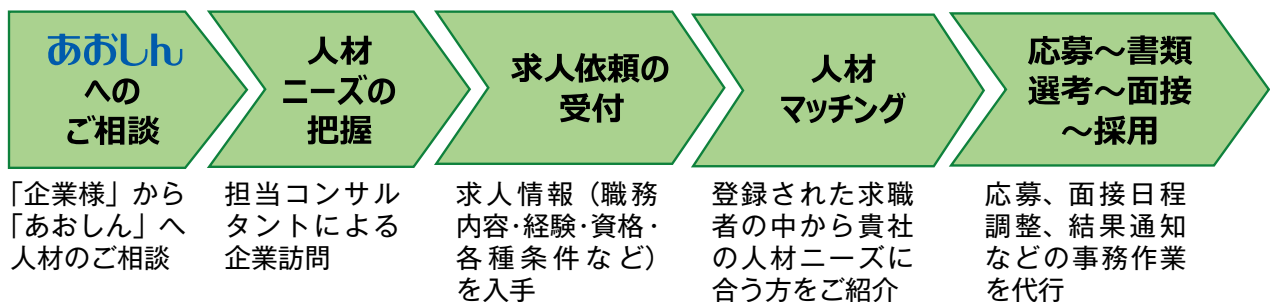 あおしん
への
ご相談
人材
ニーズの
把握
求人依頼の
受付
人材
マッチング
応募～書類
選考～面接
～採用
「企業様」から
「あおしん」へ
人材のご相談
担当コンサル
タントによる
企業訪問
求人情報（職務
内容･経験･資格･
各種条件など）
を入手
登録された求職
者の中から貴社
の人材ニーズに
合う方をご紹介
応募、面接日程
調整、結果通知
などの事務作業
を代行